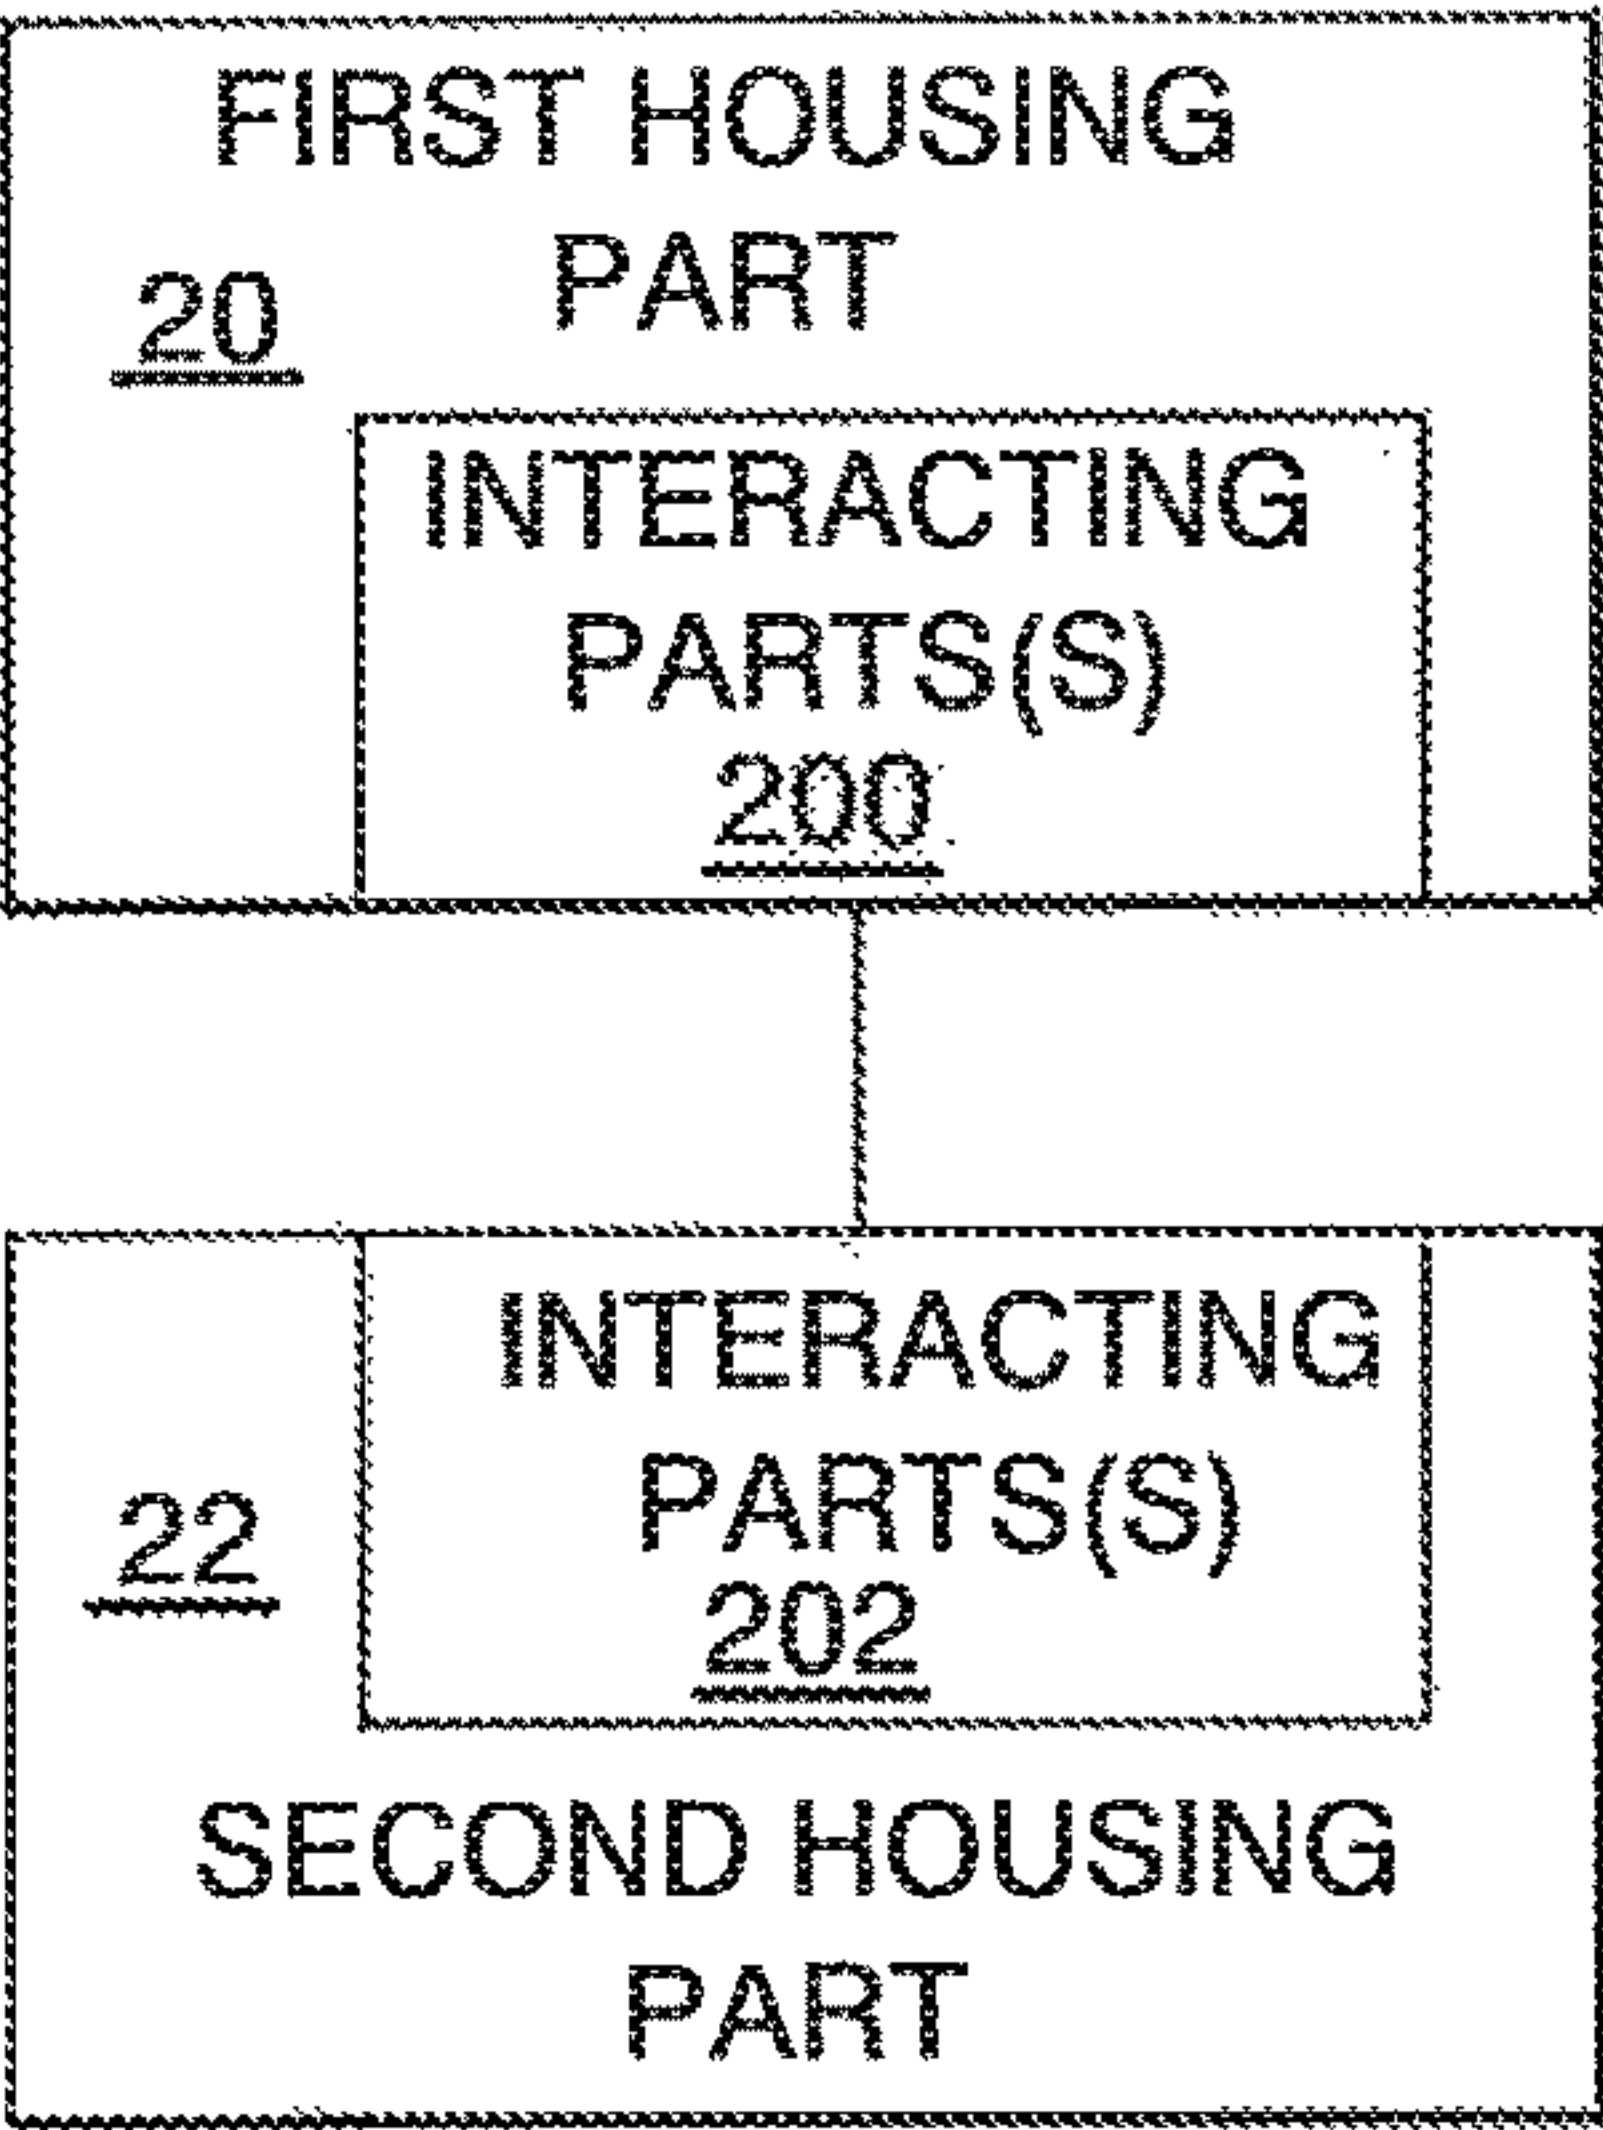 FIRST HOUSING
PART
20
INTERACTING
PARTS(S)
200
INTERACTING
PARTS(S)
22
202
SECOND HOUSING
PART